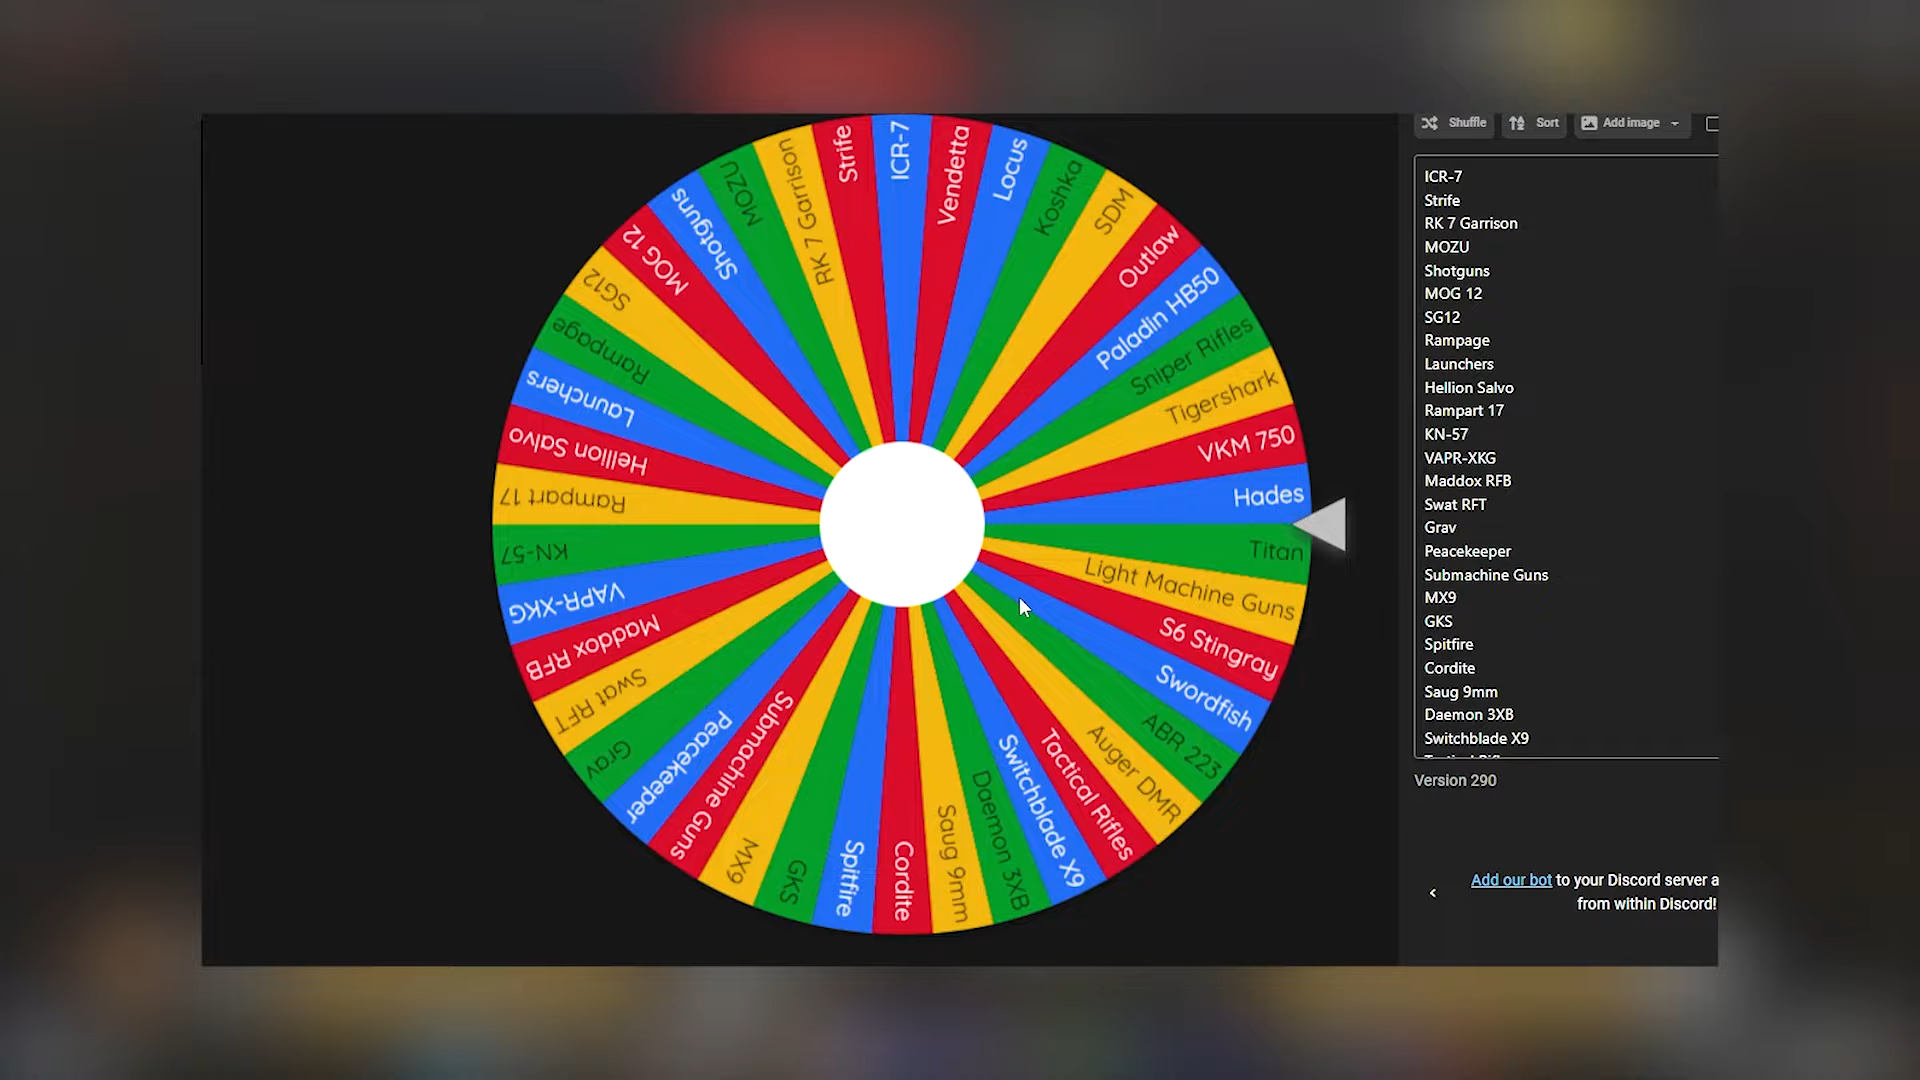 ICR-7
Vendetta
Locus
Koshka
SDM
Outlaw
Paladin HB50
Sniper Rifles
Tigershark
VKM 750
Hades
Titan
Light Machine Guns
S6 Stingray
Swordfish
ABR 223
Auger DMR
Tactical Rifles
Switchblade X9
Daemon 3XB
Saug 9mm
Cordite
Spitfire
GKS
MX9
Submachine Guns
Peacekeeper
Grav
Swat RFT
Maddox RFB
VAPR-XKG
KN-57
Rampart 17
Hellion Salvo
Launchers
Rampage
SG12
MOG 12
Shotguns
MOZU
RK 7 Garrison
Strife
Shuffle Sort Add image
ICR-7
Strife
RK 7 Garrison
MOZU
Shotguns
MOG 12
SG12
Rampage
Launchers
Hellion Salvo
Rampart 17
KN-57
VAPR-XKG
Maddox RFB
Swat RFT
Grav
Peacekeeper
Submachine Guns
MX9
GKS
Spitfire
Cordite
Saug 9mm
Daemon 3XB
Switchblade X9
Version 290
Add our bot to your Discord server a
from within Discord!